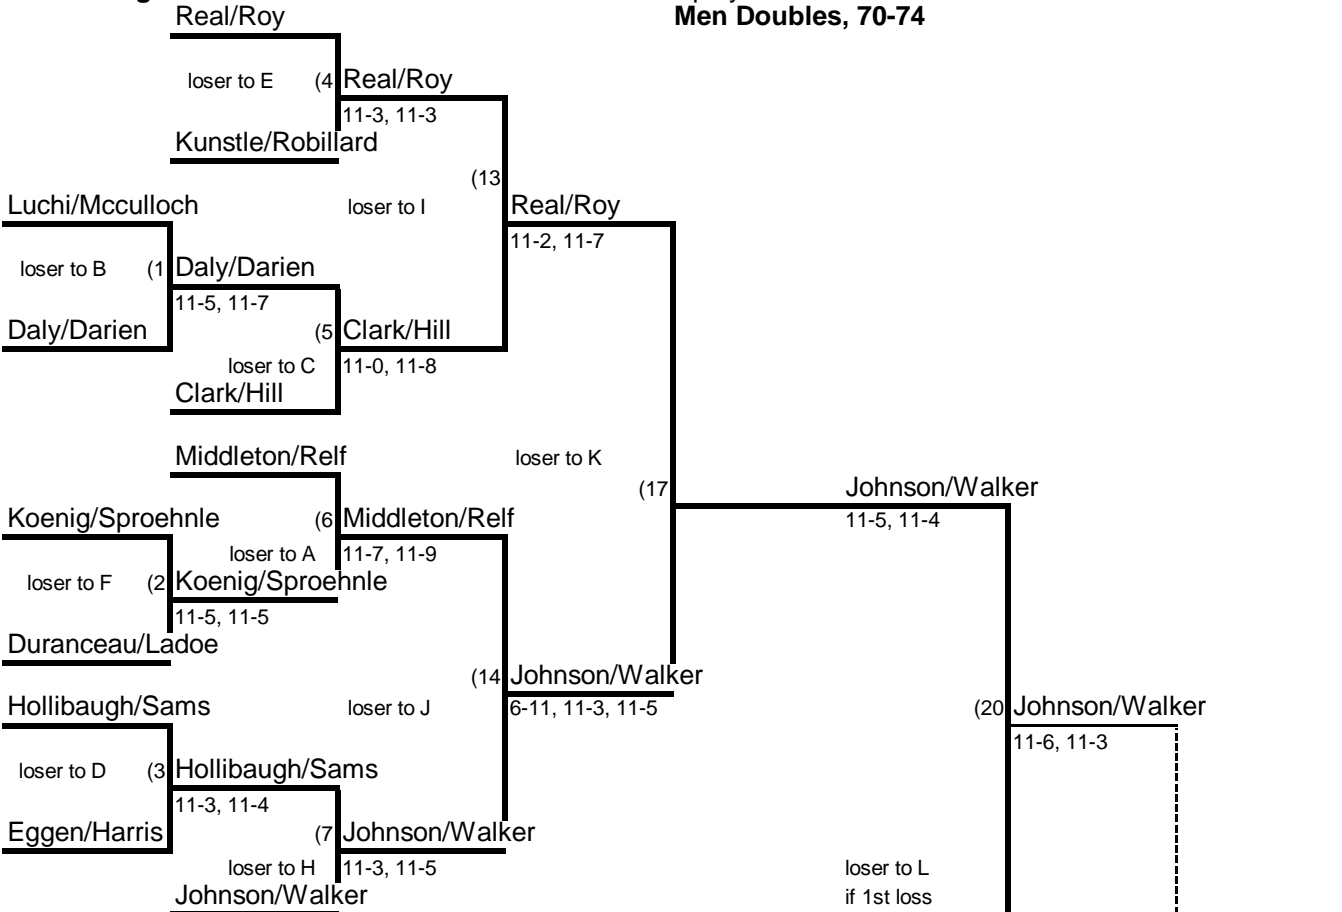 Men Doubles, 70-74
Real/Roy
loser to E (4 Real/Roy
11-3, 11-3
Kunstle/Robillard
(13
Luchi/Mcculloch loser to I Real/Roy
11-2, 11-7
loser to B (1 Daly/Darien
11-5, 11-7
Daly/Darien (5 Clark/Hill
loser to C 11-0, 11-8
Clark/Hill
Middleton/Relf loser to K
(17 Johnson/Walker
Koenig/Sproehnle (6 Middleton/Relf 11-5, 11-4
loser to A 11-7, 11-9
loser to F (2 Koenig/Sproehnle
11-5, 11-5
Duranceau/Ladoe
(14 Johnson/Walker
Hollibaugh/Sams loser to J 6-11, 11-3, 11-5 (20 Johnson/Walker
11-6, 11-3
loser to D (3 Hollibaugh/Sams
11-3, 11-4
Eggen/Harris (7 Johnson/Walker
loser to H 11-3, 11-5 loser to L
Johnson/Walker if 1st loss